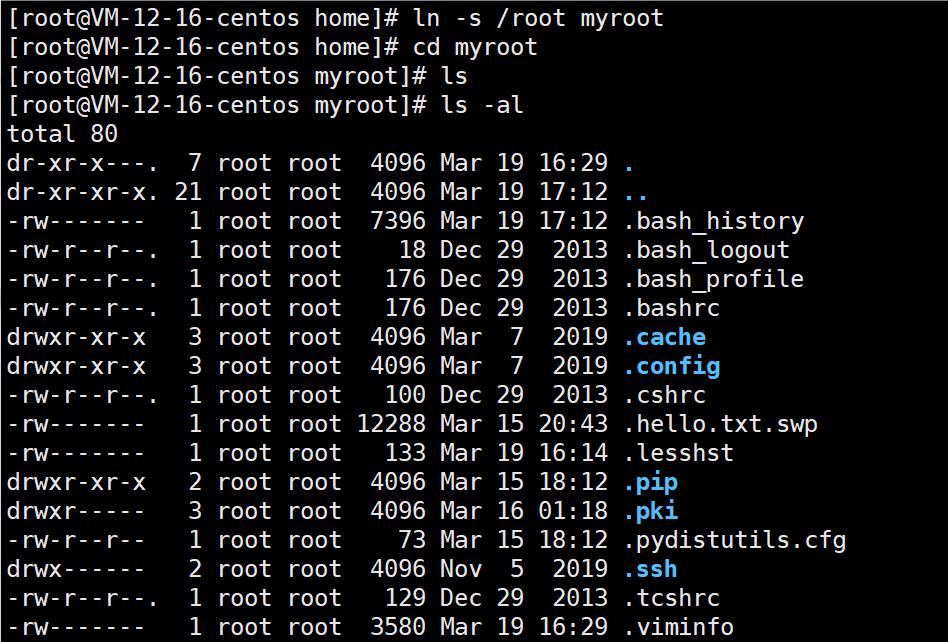 [root@VM-12-16-centos home]# ln -s /root myroot
[root@VM-12-16-centos home]# cd myroot
[root@VM-12-16-centos myroot]# ls
[root@VM-12-16-centos myroot]# ls -al
total 80
dr-xr-x---.  7 root root  4096 Mar 19 16:29 .
dr-xr-xr-x. 21 root root  4096 Mar 19 17:12 ..
-rw-------   1 root root  7396 Mar 19 17:12 .bash_history
-rw-r--r--.  1 root root    18 Dec 29  2013 .bash_logout
-rw-r--r--.  1 root root   176 Dec 29  2013 .bash_profile
-rw-r--r--.  1 root root   176 Dec 29  2013 .bashrc
drwxr-xr-x   3 root root  4096 Mar  7  2019 .cache
drwxr-xr-x   3 root root  4096 Mar  7  2019 .config
-rw-r--r--.  1 root root   100 Dec 29  2013 .cshrc
-rw-------   1 root root 12288 Mar 15 20:43 .hello.txt.swp
-rw-------   1 root root   133 Mar 19 16:14 .lesshst
drwxr-xr-x   2 root root  4096 Mar 15 18:12 .pip
drwxr-----   3 root root  4096 Mar 16 01:18 .pki
-rw-r--r--   1 root root    73 Mar 15 18:12 .pydistutils.cfg
drwx------   2 root root  4096 Nov  5  2019 .ssh
-rw-r--r--.  1 root root   129 Dec 29  2013 .tcshrc
-rw-------   1 root root  3580 Mar 19 16:29 .viminfo